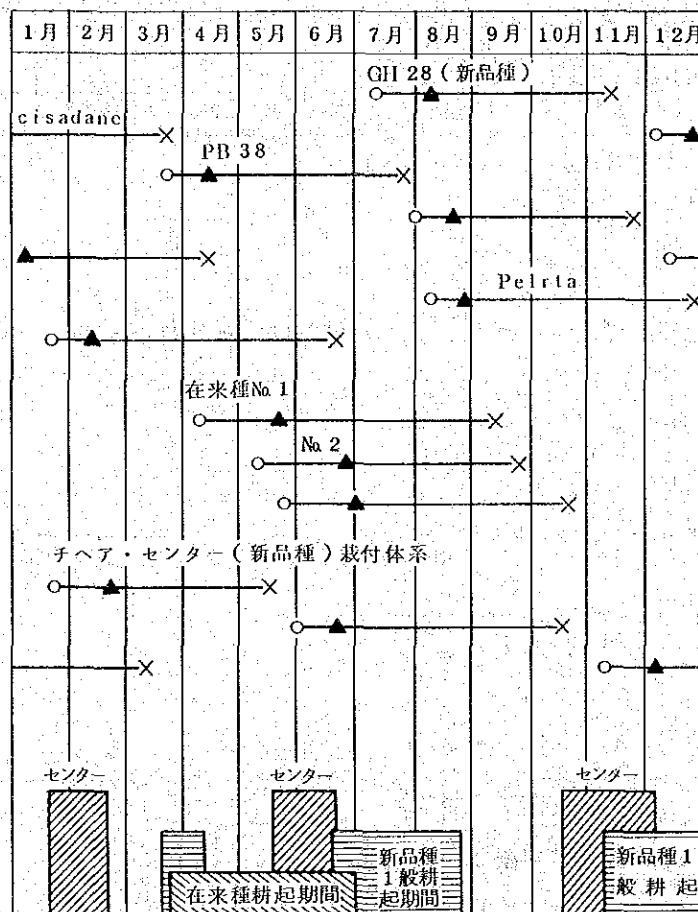 1月 2月 3月 4月 5月 6月 7月 8月 9月 10月 11月 12月
GH 28 (新品種)
cisadane
PB 38
Pelrta
在来種No.1
No.2
チヘア・センター(新品種)栽付体系
センター センター センター
新品種
1般耕
起期間
新品種1
般耕起
在来種耕起期間